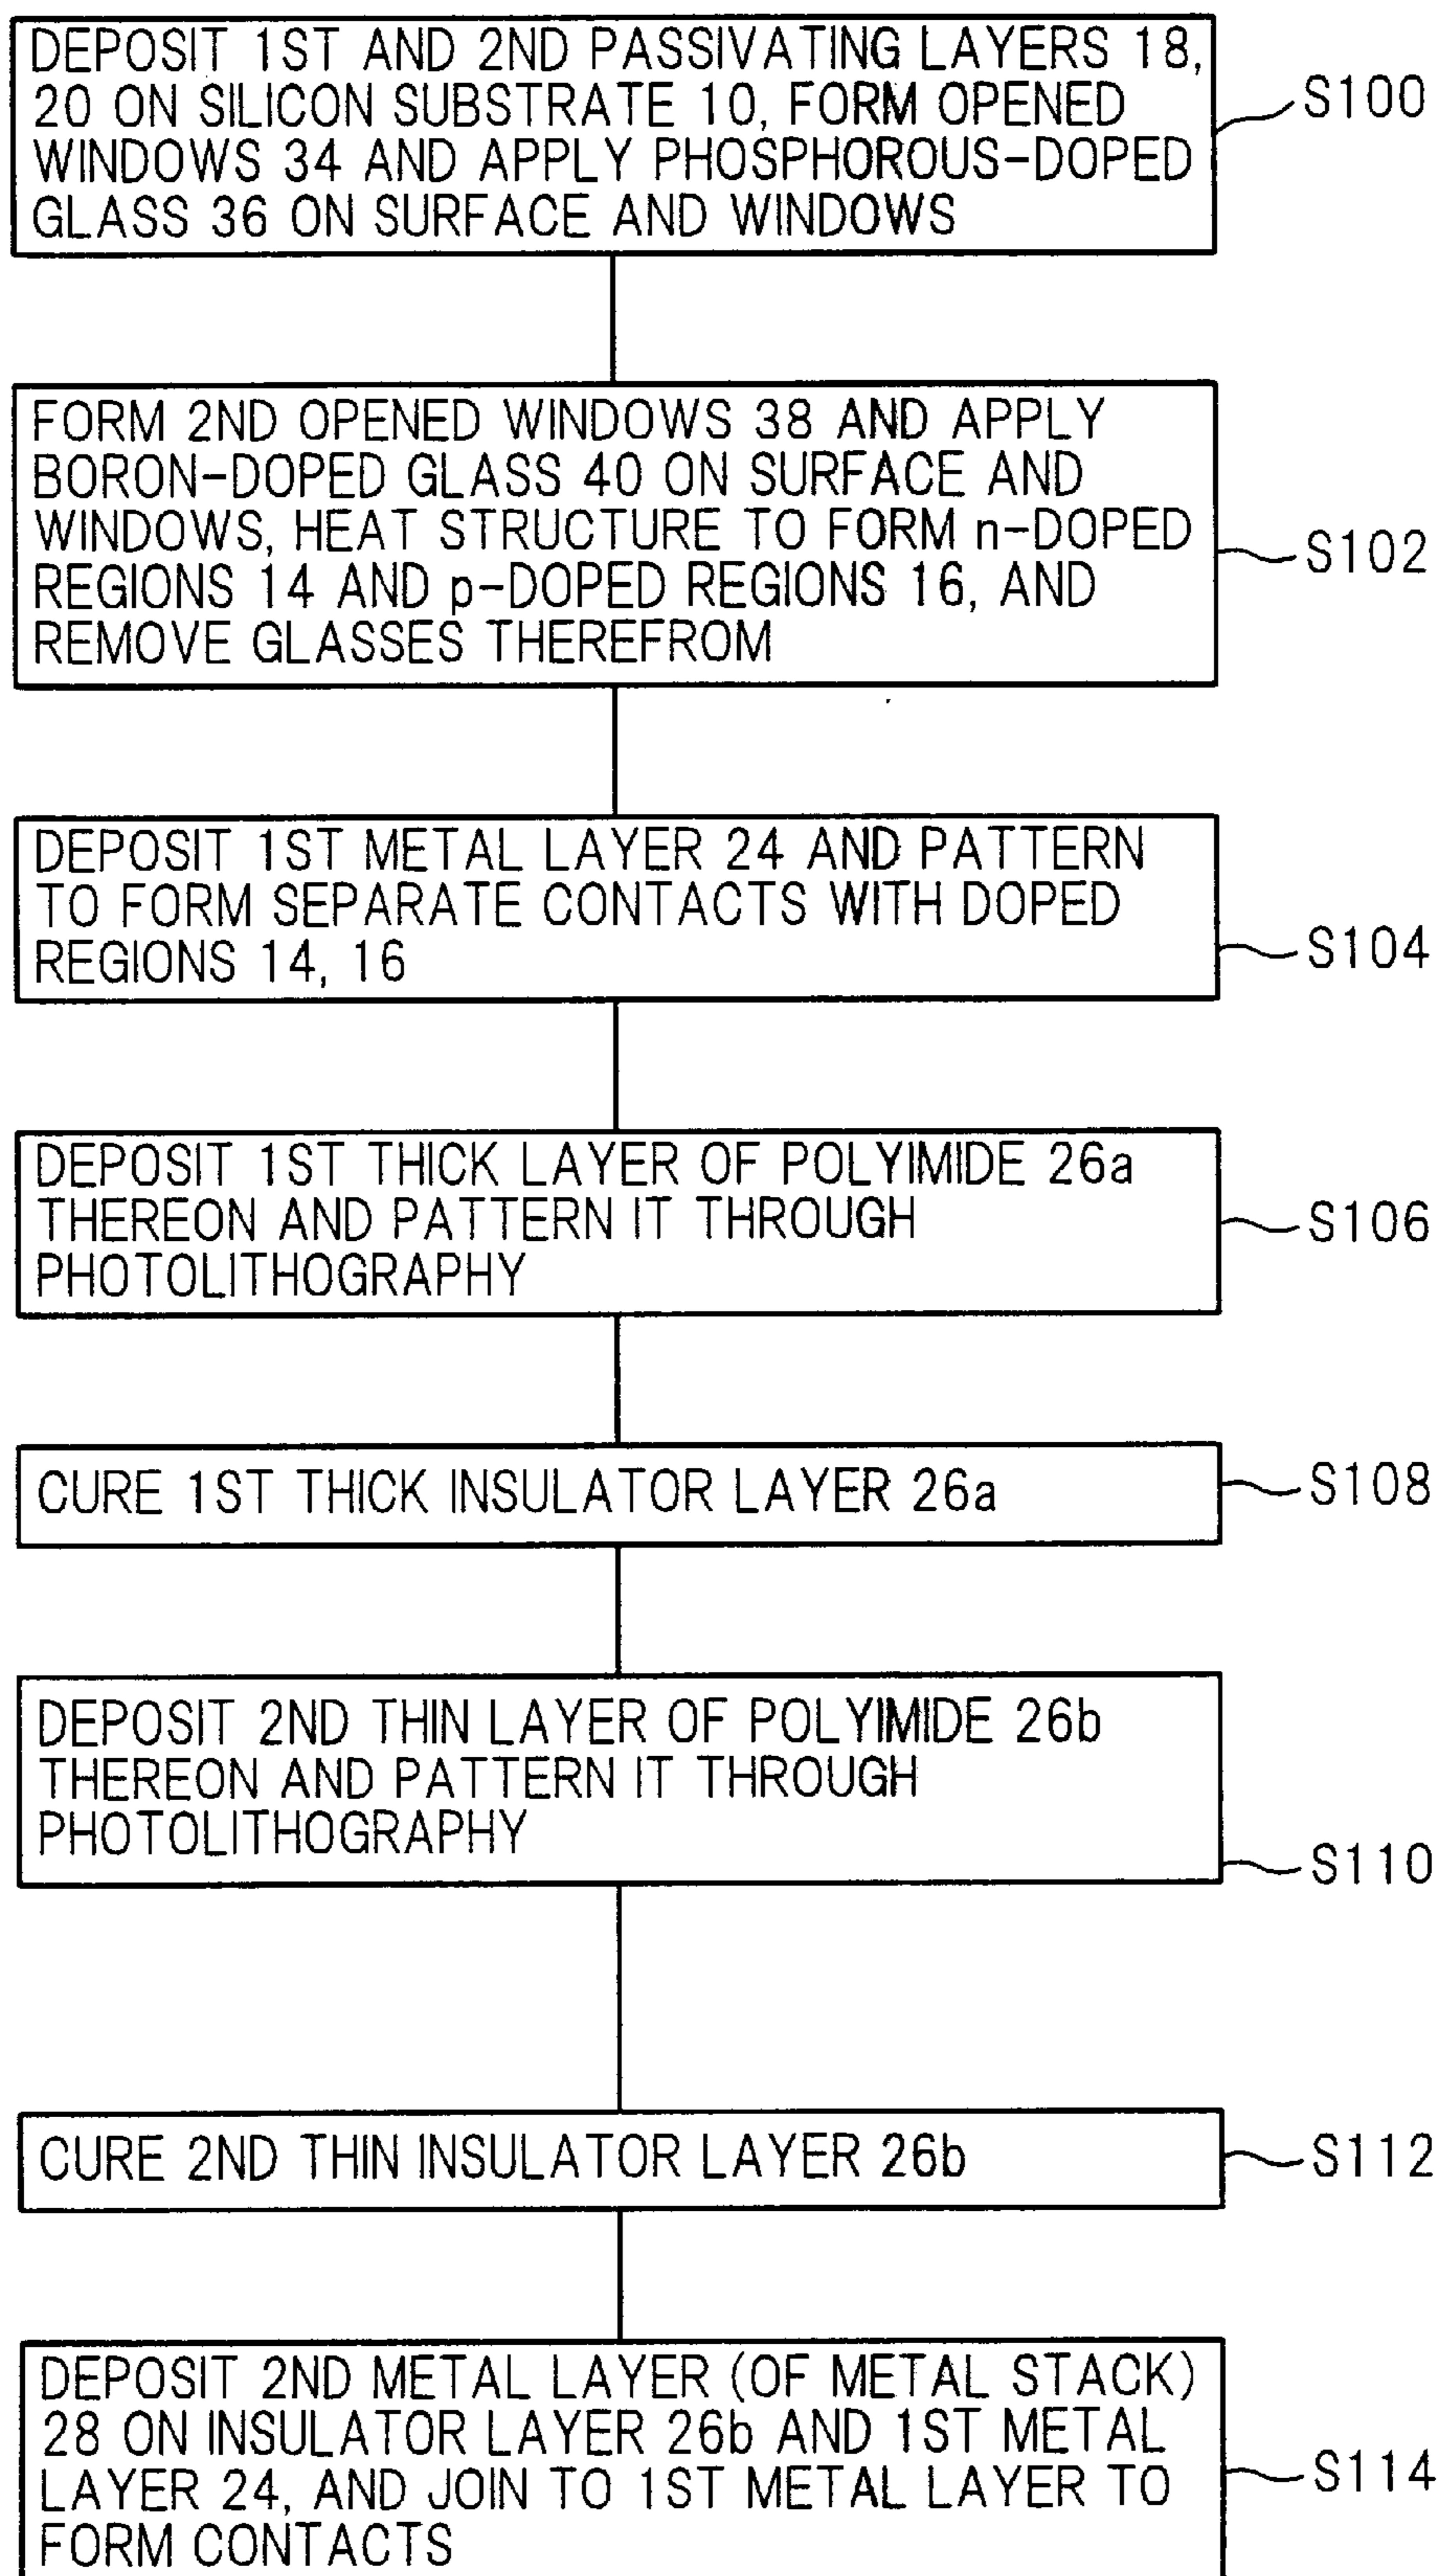 DEPOSIT 1ST AND 2ND PASSIVATING LAYERS 18,
20 ON SILICON SUBSTRATE 10, FORM OPENED
WINDOWS 34 AND APPLY PHOSPHOROUS-DOPED
GLASS 36 ON SURFACE AND WINDOWS
S100
FORM 2ND OPENED WINDOWS 38 AND APPLY
BORON-DOPED GLASS 40 ON SURFACE AND
WINDOWS, HEAT STRUCTURE TO FORM n-DOPED
REGIONS 14 AND p-DOPED REGIONS 16, AND
REMOVE GLASSES THEREFROM
S102
DEPOSIT 1ST METAL LAYER 24 AND PATTERN
TO FORM SEPARATE CONTACTS WITH DOPED
REGIONS 14, 16
S104
DEPOSIT 1ST THICK LAYER OF POLYIMIDE 26a
THEREON AND PATTERN IT THROUGH
PHOTOLITHOGRAPHY
S106
CURE 1ST THICK INSULATOR LAYER 26a
S108
DEPOSIT 2ND THIN LAYER OF POLYIMIDE 26b
THEREON AND PATTERN IT THROUGH
PHOTOLITHOGRAPHY
S110
CURE 2ND THIN INSULATOR LAYER 26b
S112
DEPOSIT 2ND METAL LAYER (OF METAL STACK)
28 ON INSULATOR LAYER 26b AND 1ST METAL
LAYER 24, AND JOIN TO 1ST METAL LAYER TO
FORM CONTACTS
S114